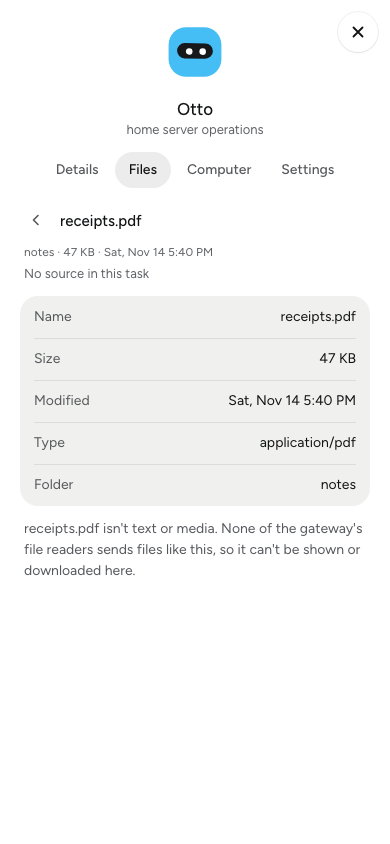 Otto
home server operations
Details Files Computer Settings
receipts.pdf
notes · 47 KB · Sat, Nov 14 5:40 PM
No source in this task
Name receipts.pdf
Size 47 KB
Modified Sat, Nov 14 5:40 PM
Type application/pdf
Folder notes
receipts.pdf isn't text or media. None of the gateway's
file readers sends files like this, so it can't be shown or
downloaded here.